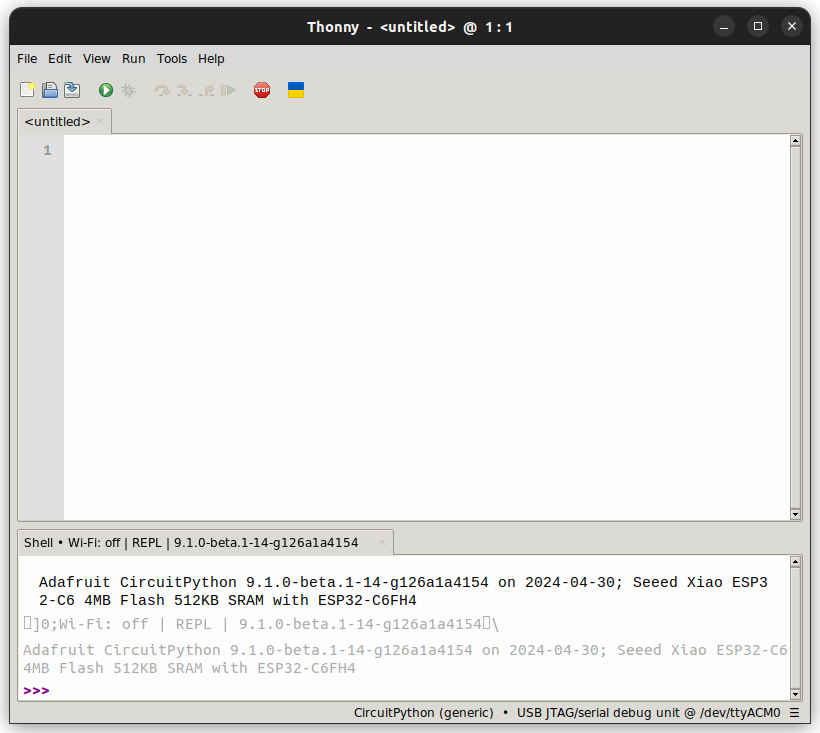 Thonny - <untitled> @ 1:1
File Edit View Run Tools Help
STOP
<untitled>
1
Shell • Wi-Fi: off | REPL | 9.1.0-beta.1-14-g126a1a4154
Adafruit CircuitPython 9.1.0-beta.1-14-g126a1a4154 on 2024-04-30; Seeed Xiao ESP3
2-C6 4MB Flash 512KB SRAM with ESP32-C6FH4
]0;Wi-Fi: off | REPL | 9.1.0-beta.1-14-g126a1a4154\
Adafruit CircuitPython 9.1.0-beta.1-14-g126a1a4154 on 2024-04-30; Seeed Xiao ESP32-C6
4MB Flash 512KB SRAM with ESP32-C6FH4
>>>
CircuitPython (generic) • USB JTAG/serial debug unit @ /dev/ttyACM0 ☰